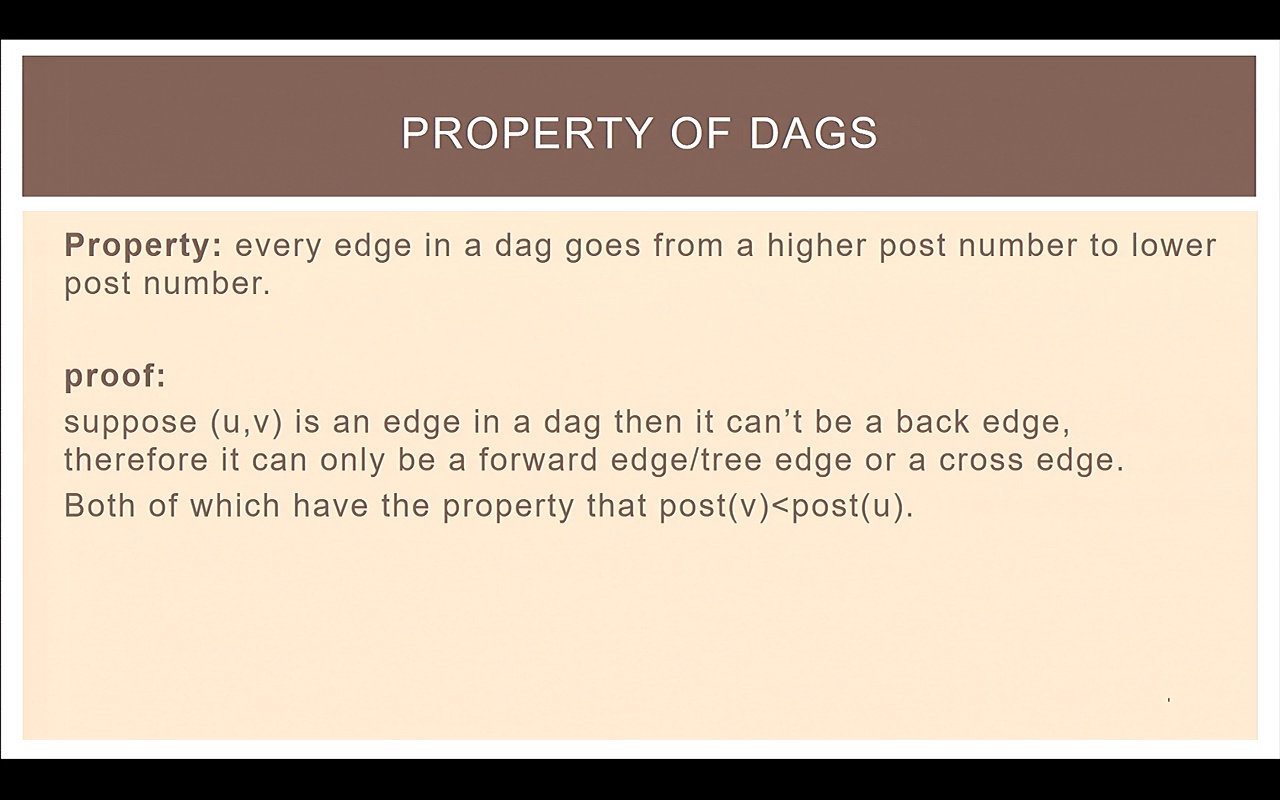 PROPERTY OF DAGS
Property: every edge in a dag goes from a higher post number to lower
post number.
proof:
suppose (u,v) is an edge in a dag then it can’t be a back edge,
therefore it can only be a forward edge/tree edge or a cross edge.
Both of which have the property that post(v)<post(u).